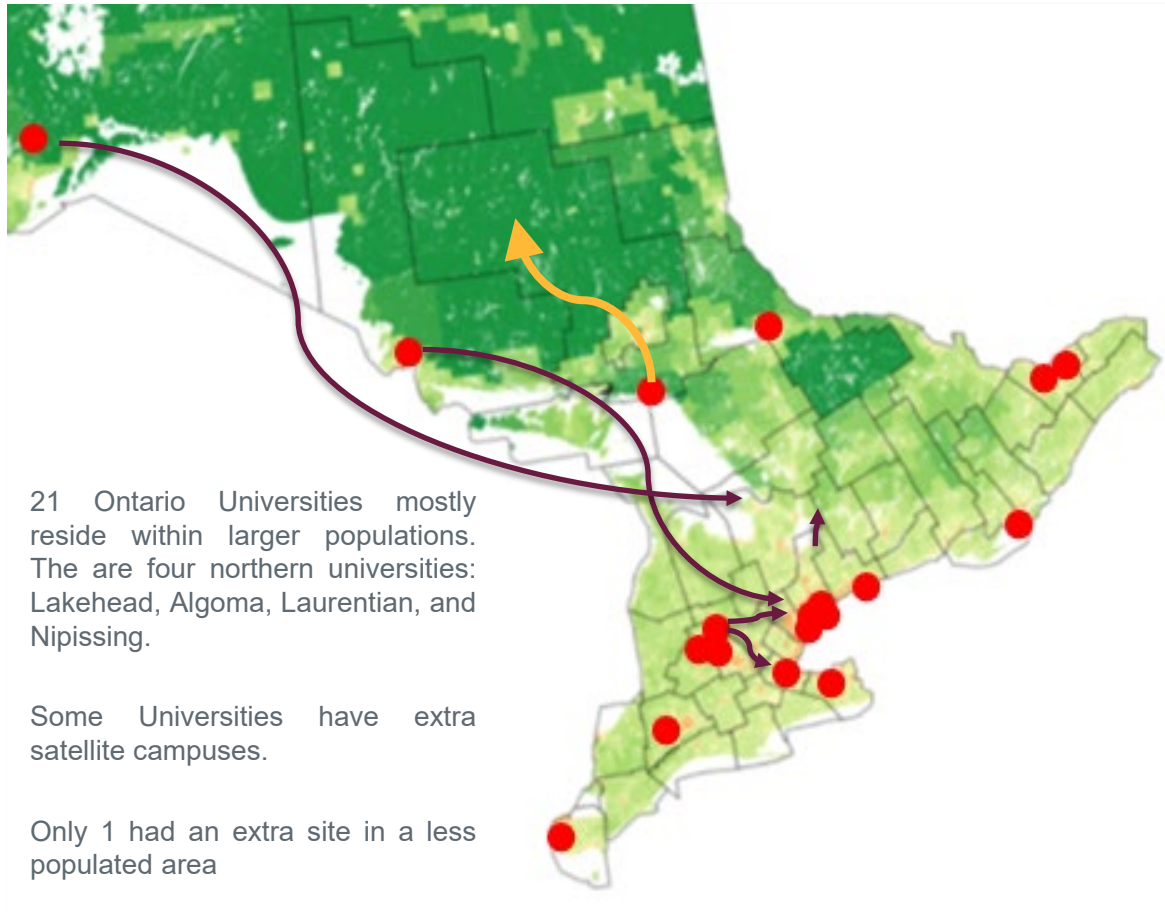 21 Ontario Universities mostly
reside within larger populations.
The are four northern universities:
Lakehead, Algoma, Laurentian, and
Nipissing.
Some Universities have extra
satellite campuses.
Only 1 had an extra site in a less
populated area